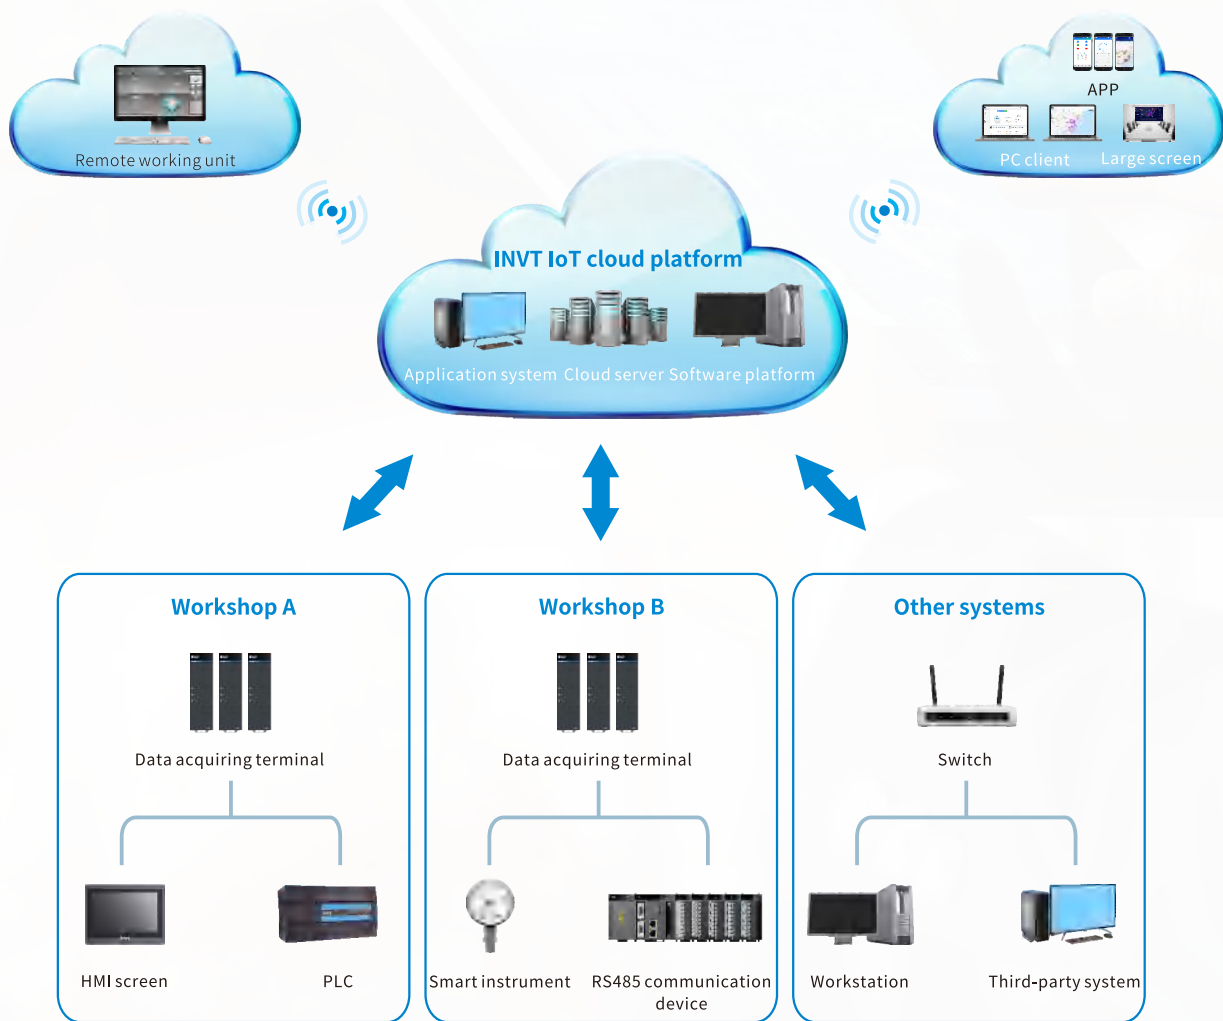 Remote working unit
APP
PC client
Large screen
INVT IoT cloud platform
Application system
Cloud server
Software platform
Workshop A
Workshop B
Other systems
Data acquiring terminal
Data acquiring terminal
Switch
HMI screen
PLC
Smart instrument
RS485 communication
device
Workstation
Third-party system